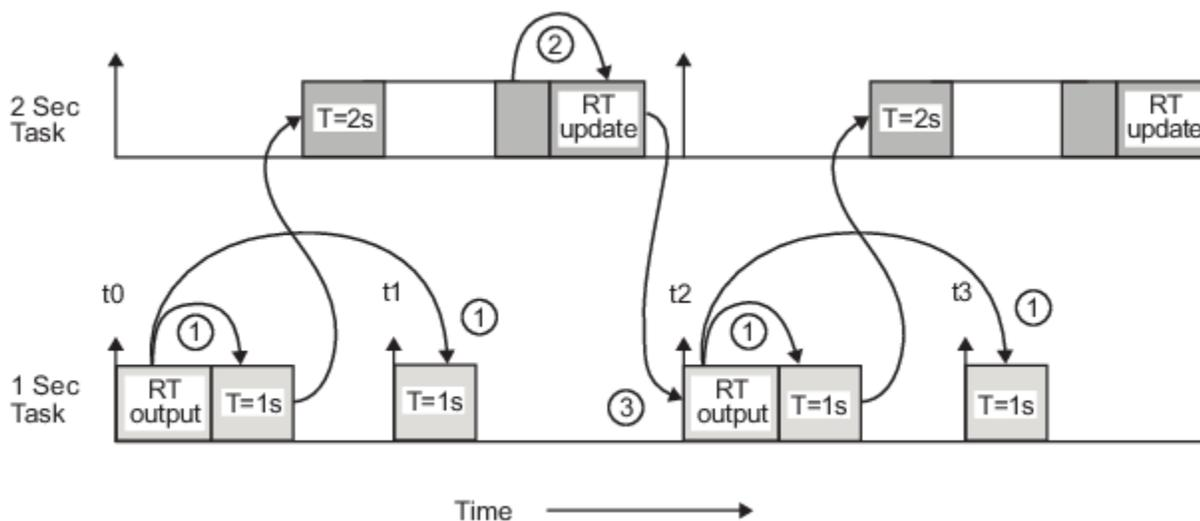 2
2 Sec
Task
T=2s
RT
update
T=2s
RT
update
t0
t1
t2
t3
1
1
1
1
1 Sec
Task
RT
output
T=1s
T=1s
3
RT
output
T=1s
T=1s
Time